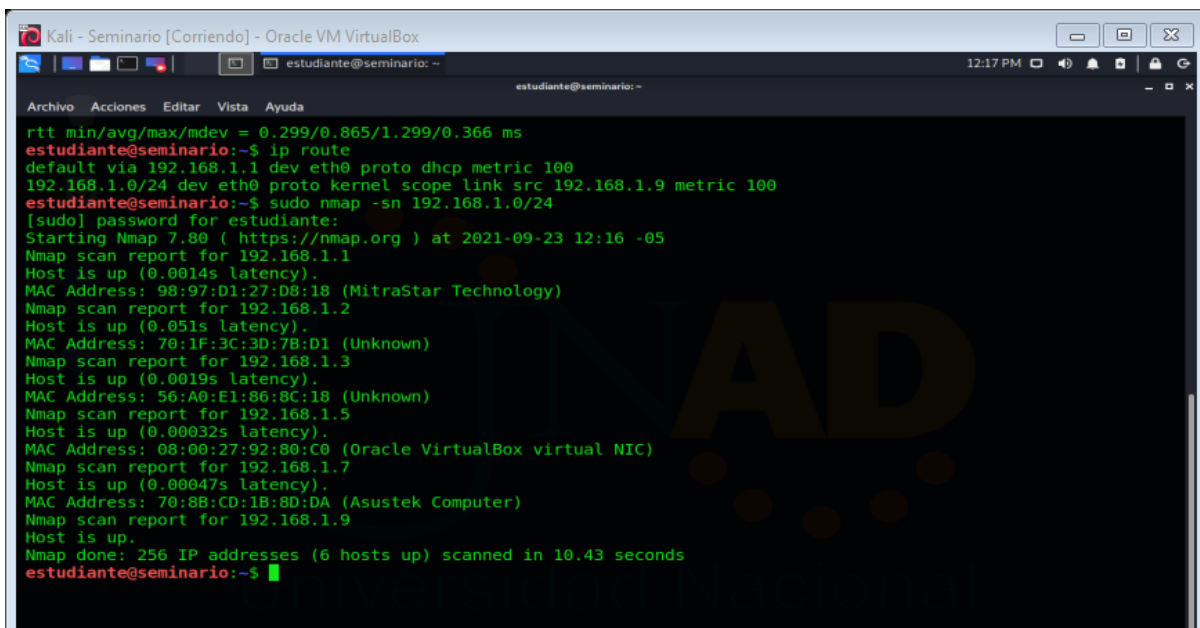 Kali - Seminario [Corriendo] - Oracle VM VirtualBox
estudiante@seminario: ~
12:17 PM
estudiante@seminario: ~
Archivo Acciones Editar Vista Ayuda
rtt min/avg/max/mdev = 0.299/0.865/1.299/0.366 ms
estudiante@seminario:~$ ip route
default via 192.168.1.1 dev eth0 proto dhcp metric 100
192.168.1.0/24 dev eth0 proto kernel scope link src 192.168.1.9 metric 100
estudiante@seminario:~$ sudo nmap -sn 192.168.1.0/24
[sudo] password for estudiante:
Starting Nmap 7.80 ( https://nmap.org ) at 2021-09-23 12:16 -05
Nmap scan report for 192.168.1.1
Host is up (0.0014s latency).
MAC Address: 98:97:D1:27:D8:18 (MitraStar Technology)
Nmap scan report for 192.168.1.2
Host is up (0.051s latency).
MAC Address: 70:1F:3C:3D:7B:D1 (Unknown)
Nmap scan report for 192.168.1.3
Host is up (0.0019s latency).
MAC Address: 56:A0:E1:86:8C:18 (Unknown)
Nmap scan report for 192.168.1.5
Host is up (0.00032s latency).
MAC Address: 08:00:27:92:80:C0 (Oracle VirtualBox virtual NIC)
Nmap scan report for 192.168.1.7
Host is up (0.00047s latency).
MAC Address: 70:8B:CD:1B:8D:DA (Asustek Computer)
Nmap scan report for 192.168.1.9
Host is up.
Nmap done: 256 IP addresses (6 hosts up) scanned in 10.43 seconds
estudiante@seminario:~$
UNAD
Universidad Nacional